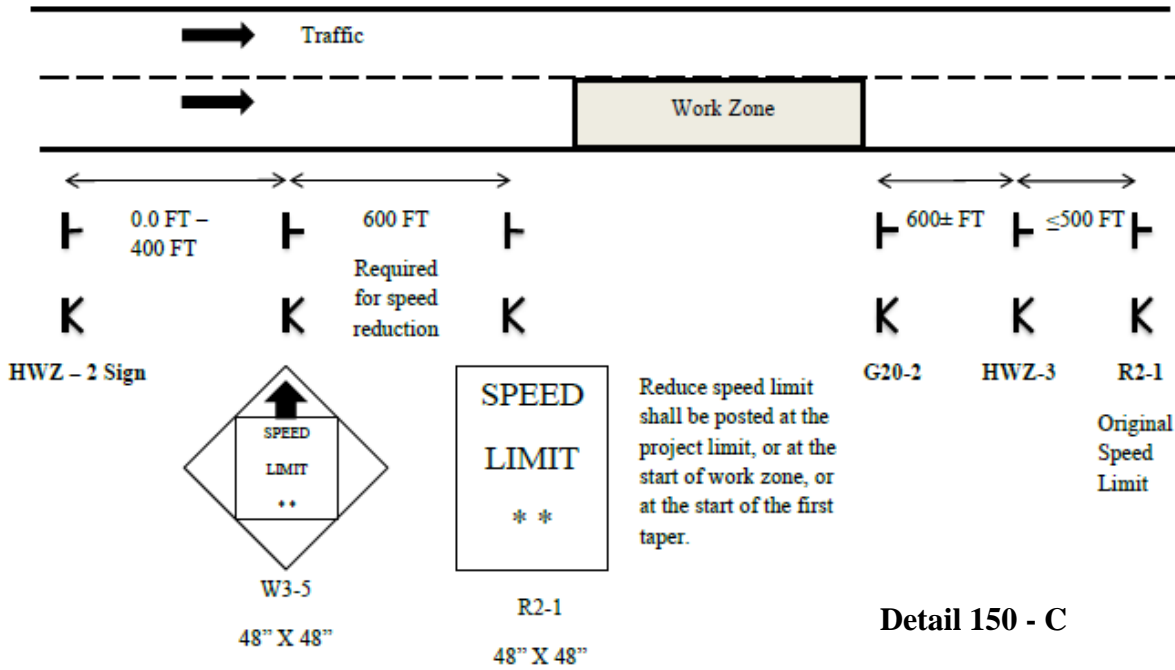 Traffic
Work Zone
0.0 FT –
400 FT
600 FT
Required
for speed
reduction
600± FT
≤500 FT
HWZ – 2 Sign
G20-2
HWZ-3
R2-1
SPEED
LIMIT
**
W3-5
48” X 48”
SPEED
LIMIT
* *
R2-1
48” X 48”
Reduce speed limit
shall be posted at the
project limit, or at the
start of work zone, or
at the start of the first
taper.
Original
Speed
Limit
Detail 150 - C